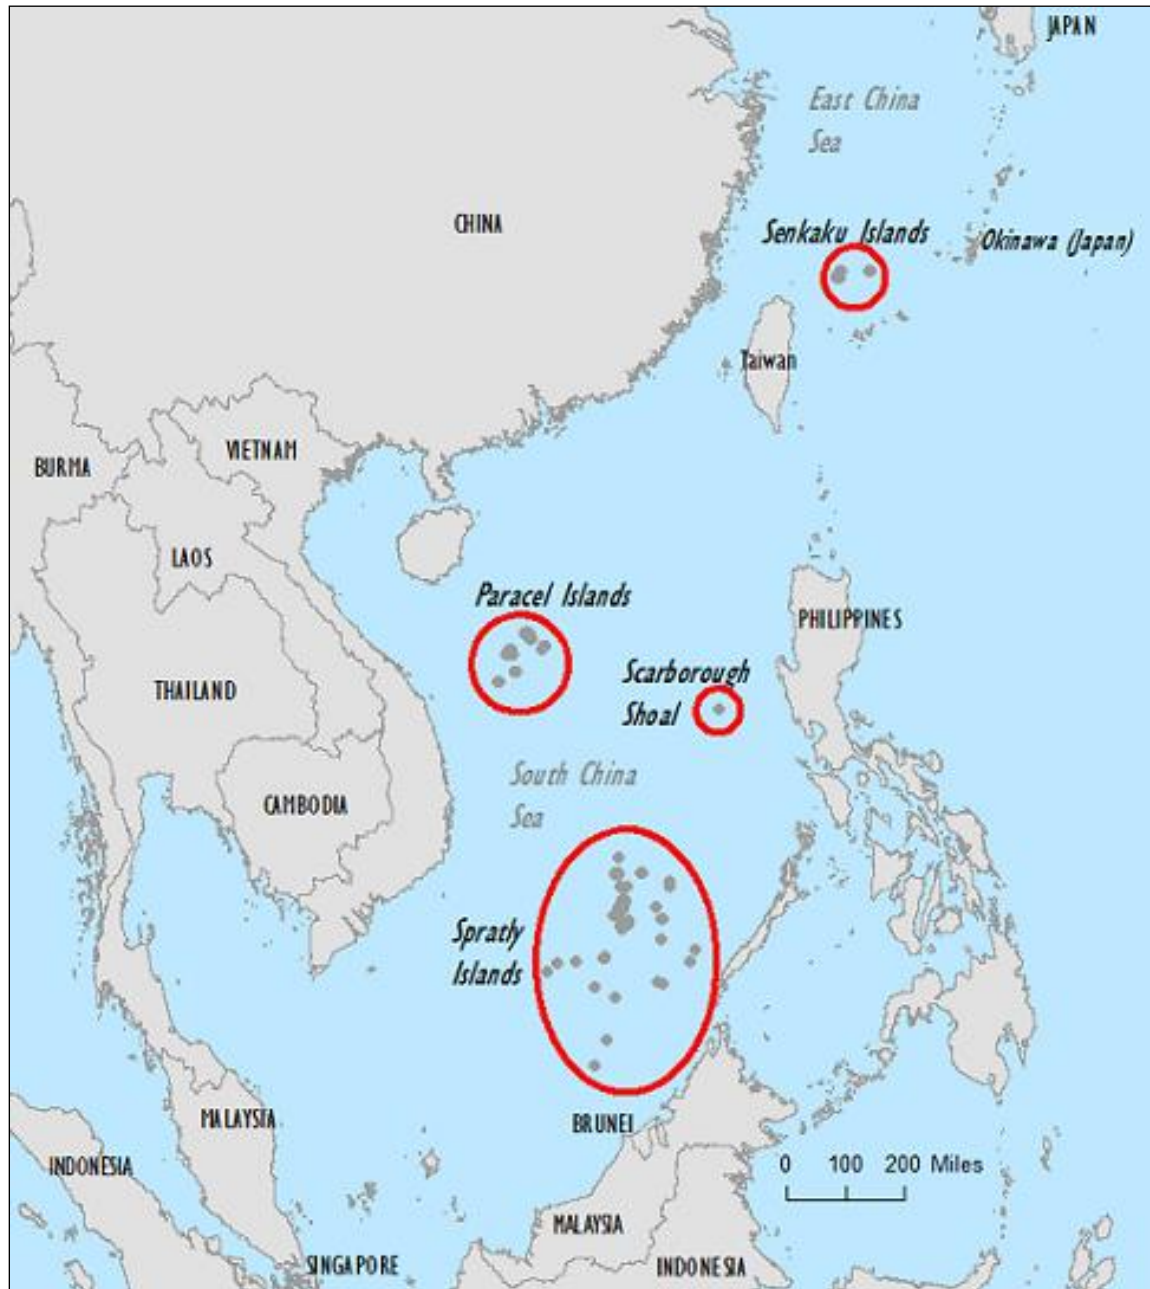 JAPAN
East China
Sea
CHINA
Senkaku Islands
Okinawa (Japan)
Taiwan
VIETNAM
BURMA
LAOS
Paracel Islands
PHILIPPINES
Scarborough
Shoal
THAILAND
South China
Sea
CAMBODIA
Spratly
Islands
MALAYSIA
BRUNEI
INDONESIA
0 100 200 Miles
MALAYSIA
SINGAPORE
INDONESIA